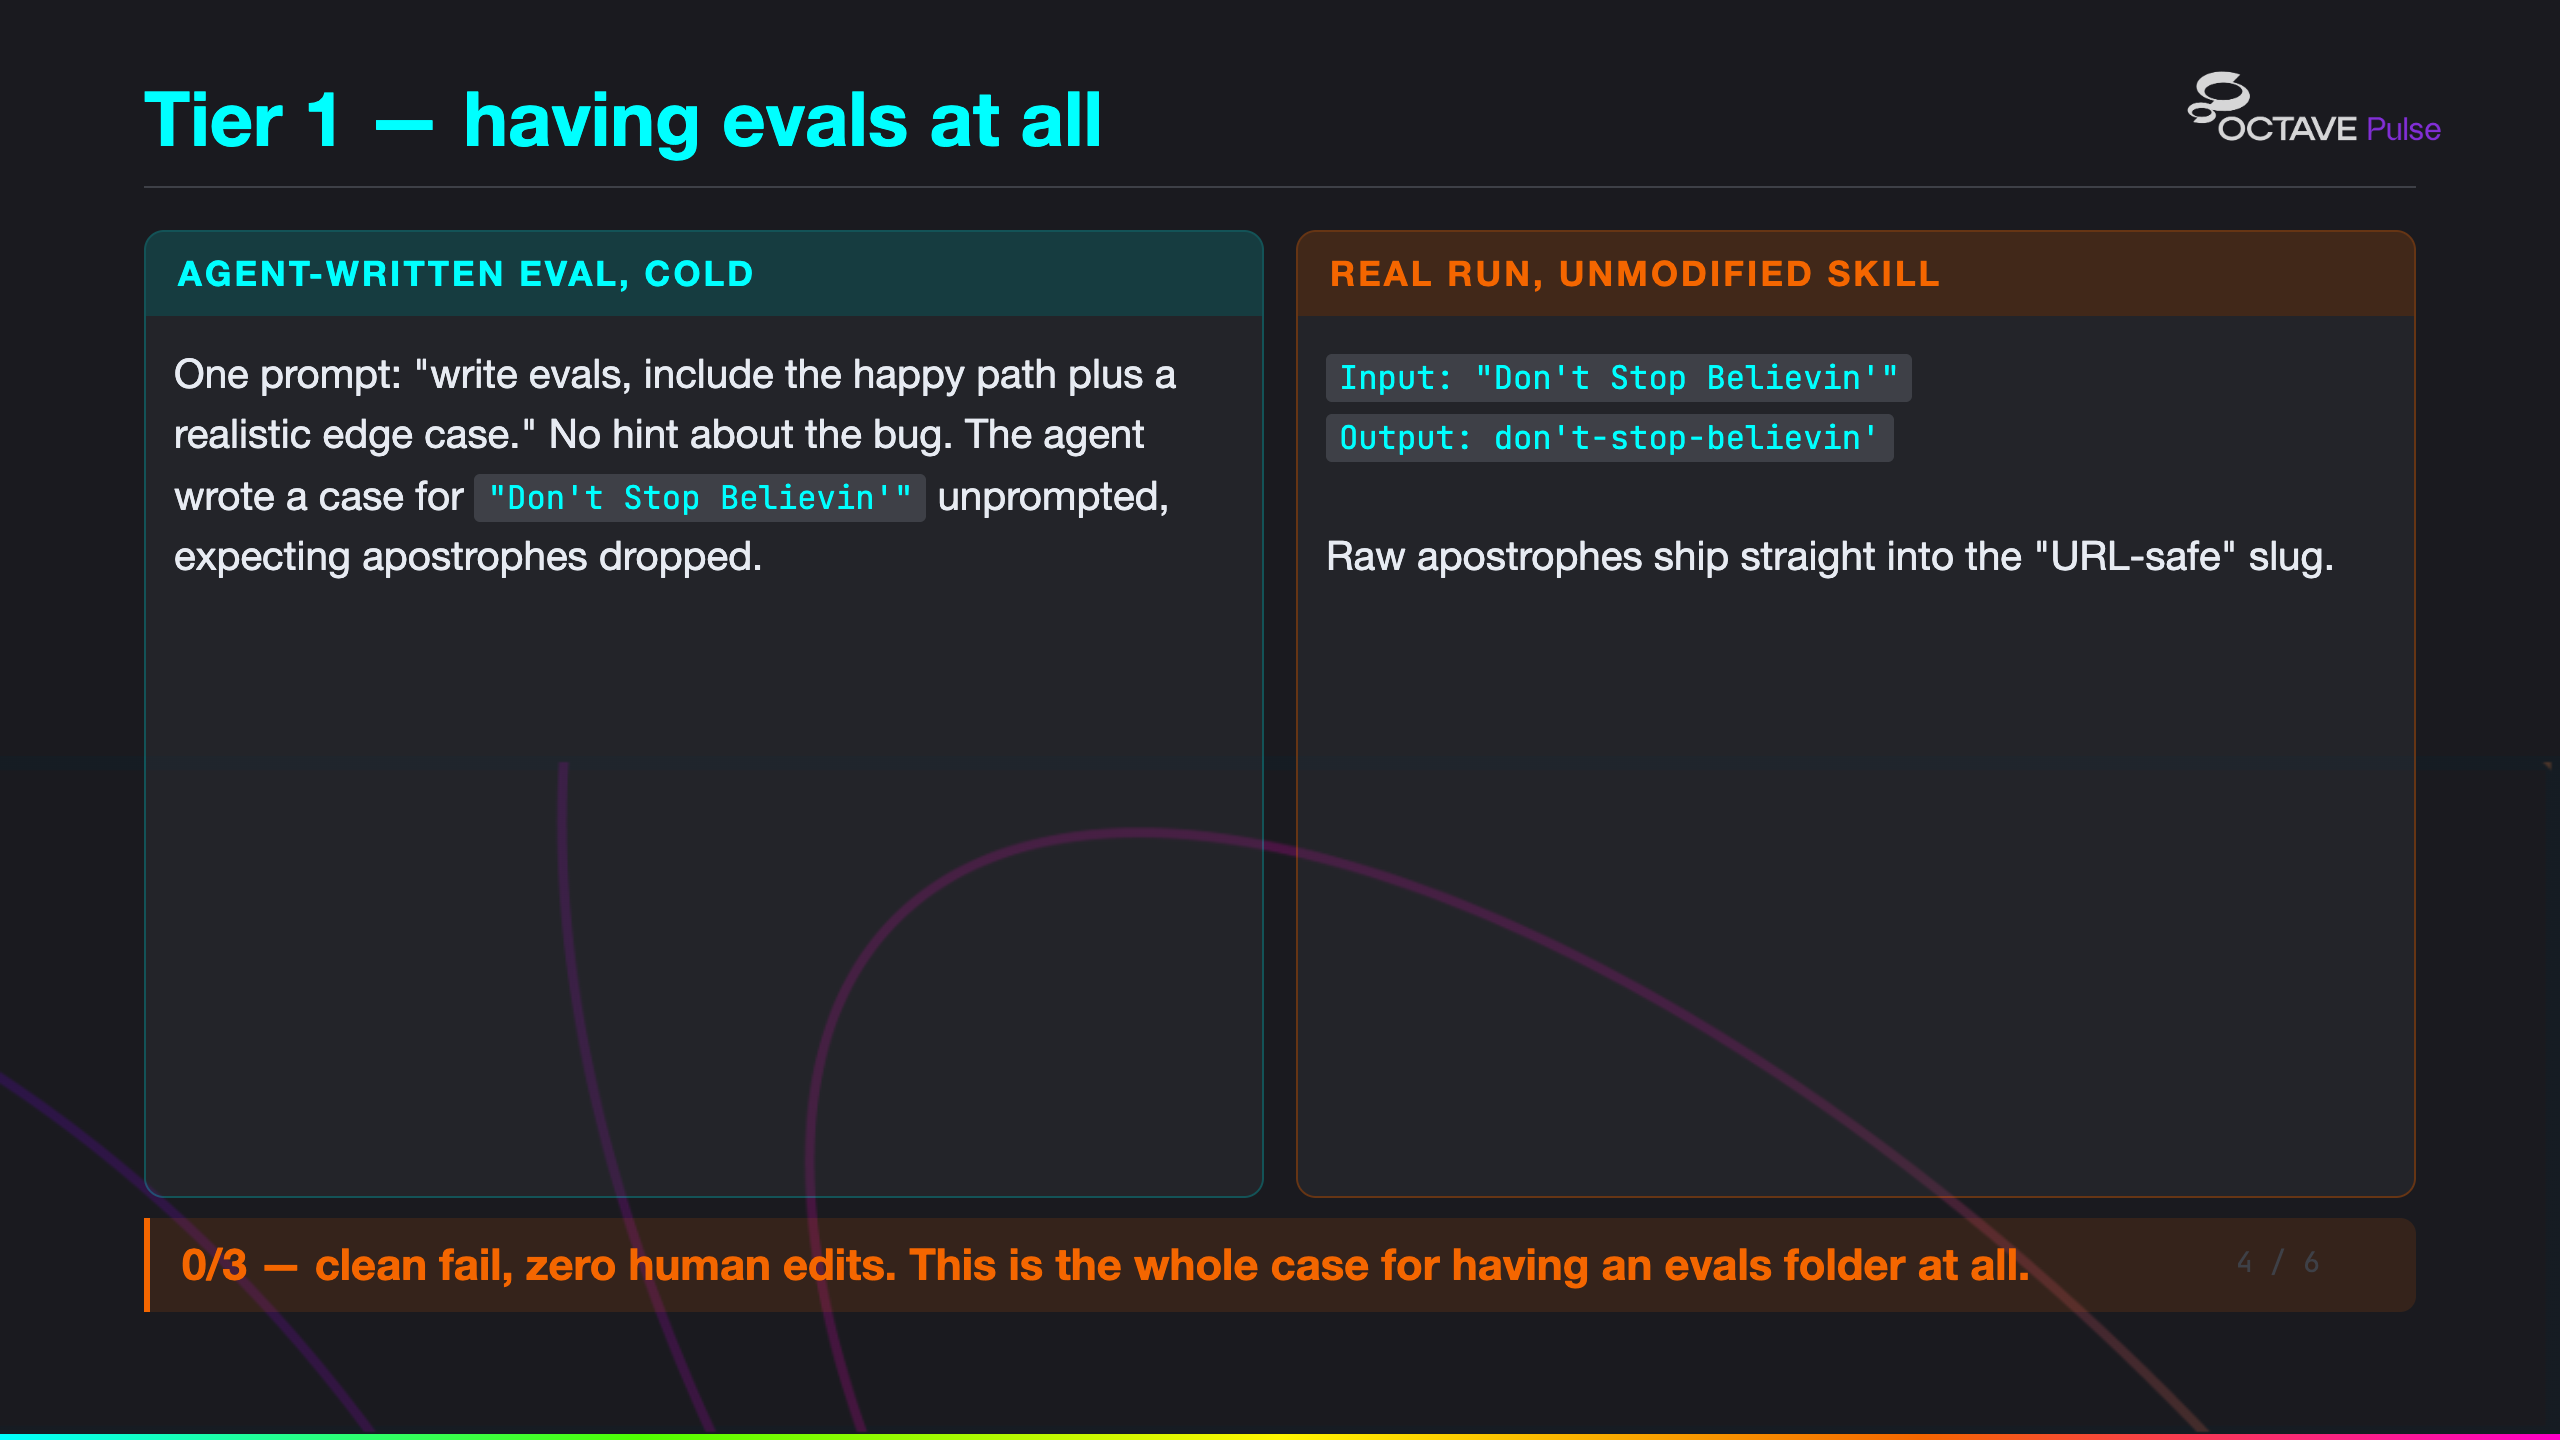 Tier 1 — having evals at all
OCTAVE Pulse
AGENT-WRITTEN EVAL, COLD
One prompt: "write evals, include the happy path plus a
realistic edge case." No hint about the bug. The agent
wrote a case for "Don't Stop Believin'" unprompted,
expecting apostrophes dropped.
REAL RUN, UNMODIFIED SKILL
Input: "Don't Stop Believin'"
Output: don't-stop-believin'
Raw apostrophes ship straight into the "URL-safe" slug.
0/3 — clean fail, zero human edits. This is the whole case for having an evals folder at all.
4 / 6